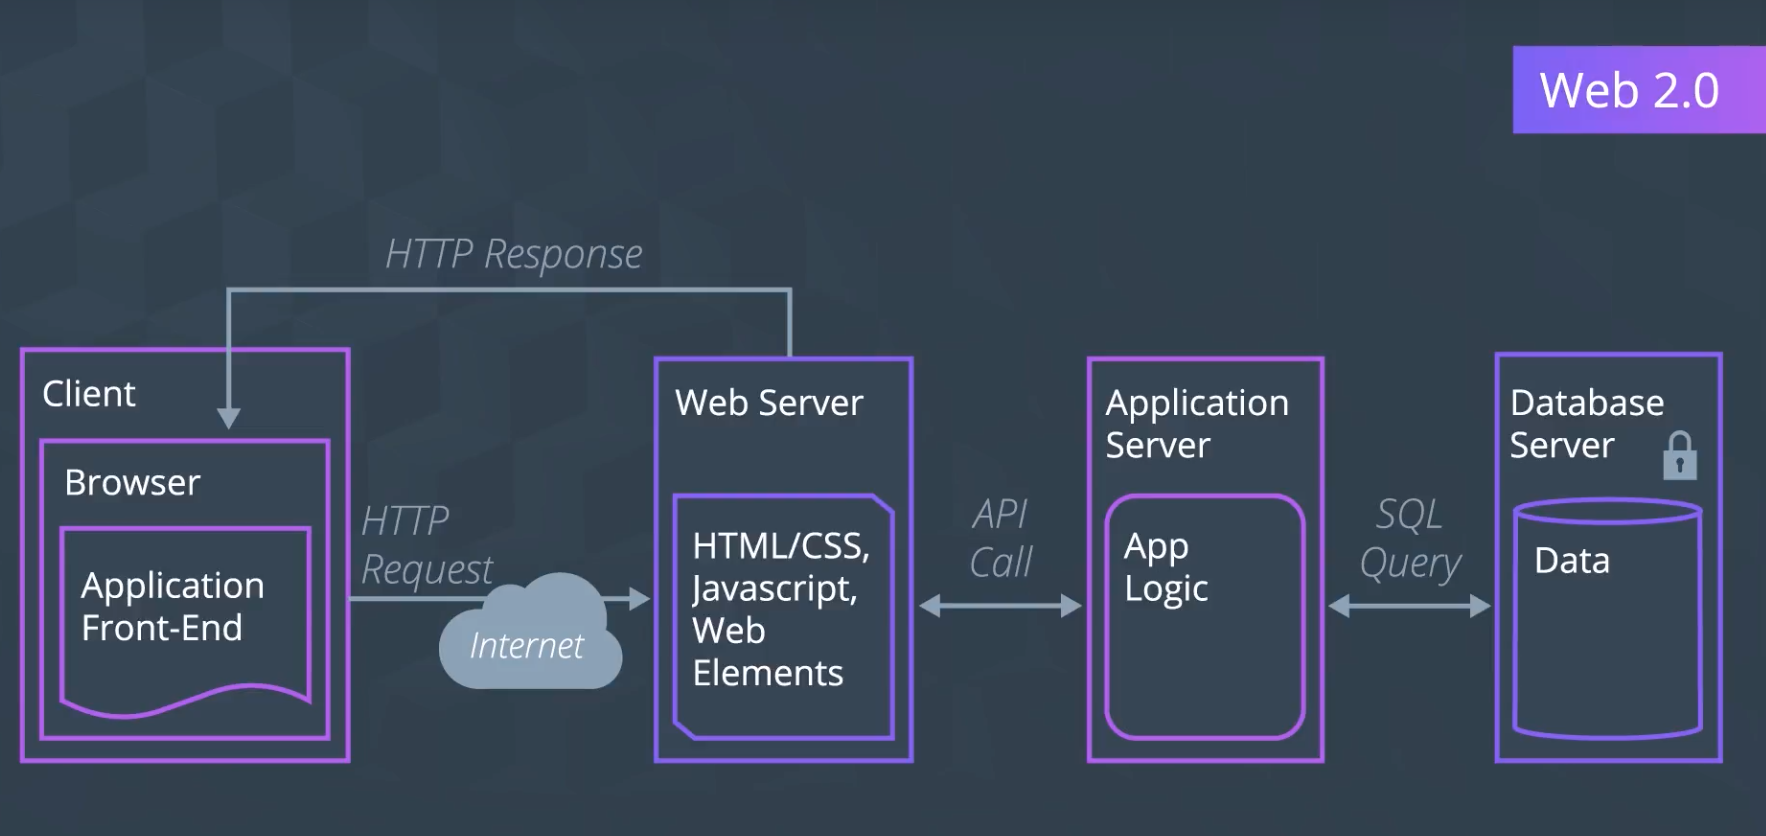 Web 2.0
HTTP Response
Client
Browser
Application
Front-End
HTTP
Request
Internet
Web Server
HTML/CSS,
Javascript,
Web
Elements
API
Call
Application
Server
App
Logic
SQL
Query
Database
Server
Data